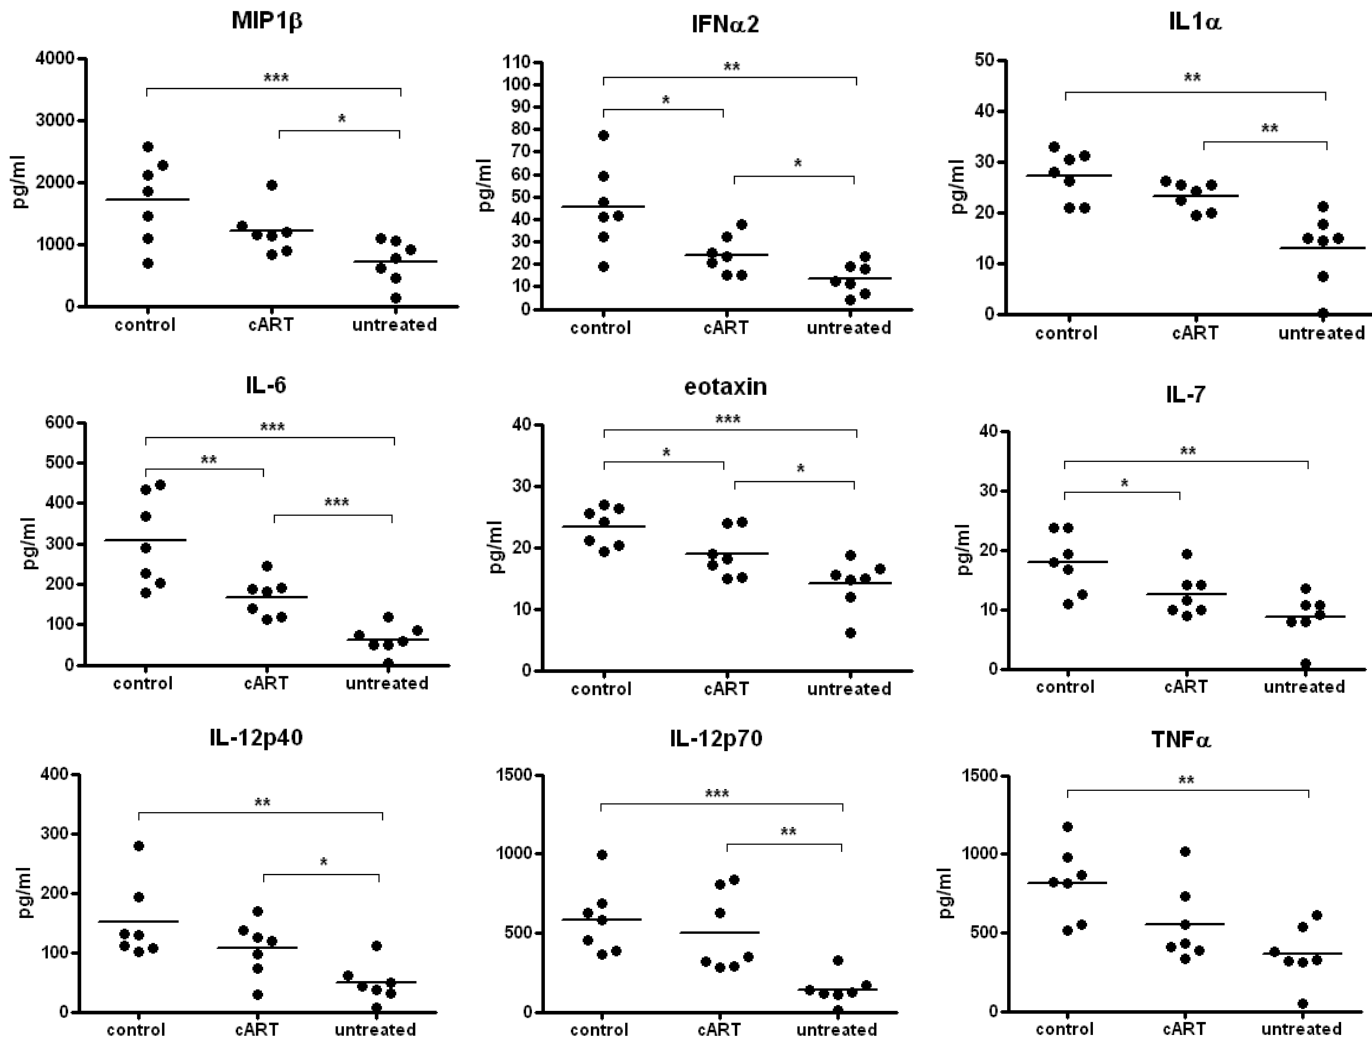 MIP1β
4000
3000
2000
1000
0
pg/ml
***
*
control cART untreated
IFNα2
110
100
90
80
70
60
50
40
30
20
10
0
pg/ml
**
*
*
control cART untreated
IL1α
50
40
30
20
10
0
pg/ml
**
**
control cART untreated
IL-6
600
500
400
300
200
100
0
pg/ml
***
**
***
control cART untreated
eotaxin
40
30
20
10
0
pg/ml
***
*
*
control cART untreated
IL-7
40
30
20
10
0
pg/ml
**
*
control cART untreated
IL-12p40
400
300
200
100
0
pg/ml
**
*
control cART untreated
IL-12p70
1500
1000
500
0
pg/ml
***
**
control cART untreated
TNFα
1500
1000
500
0
pg/ml
**
control cART untreated